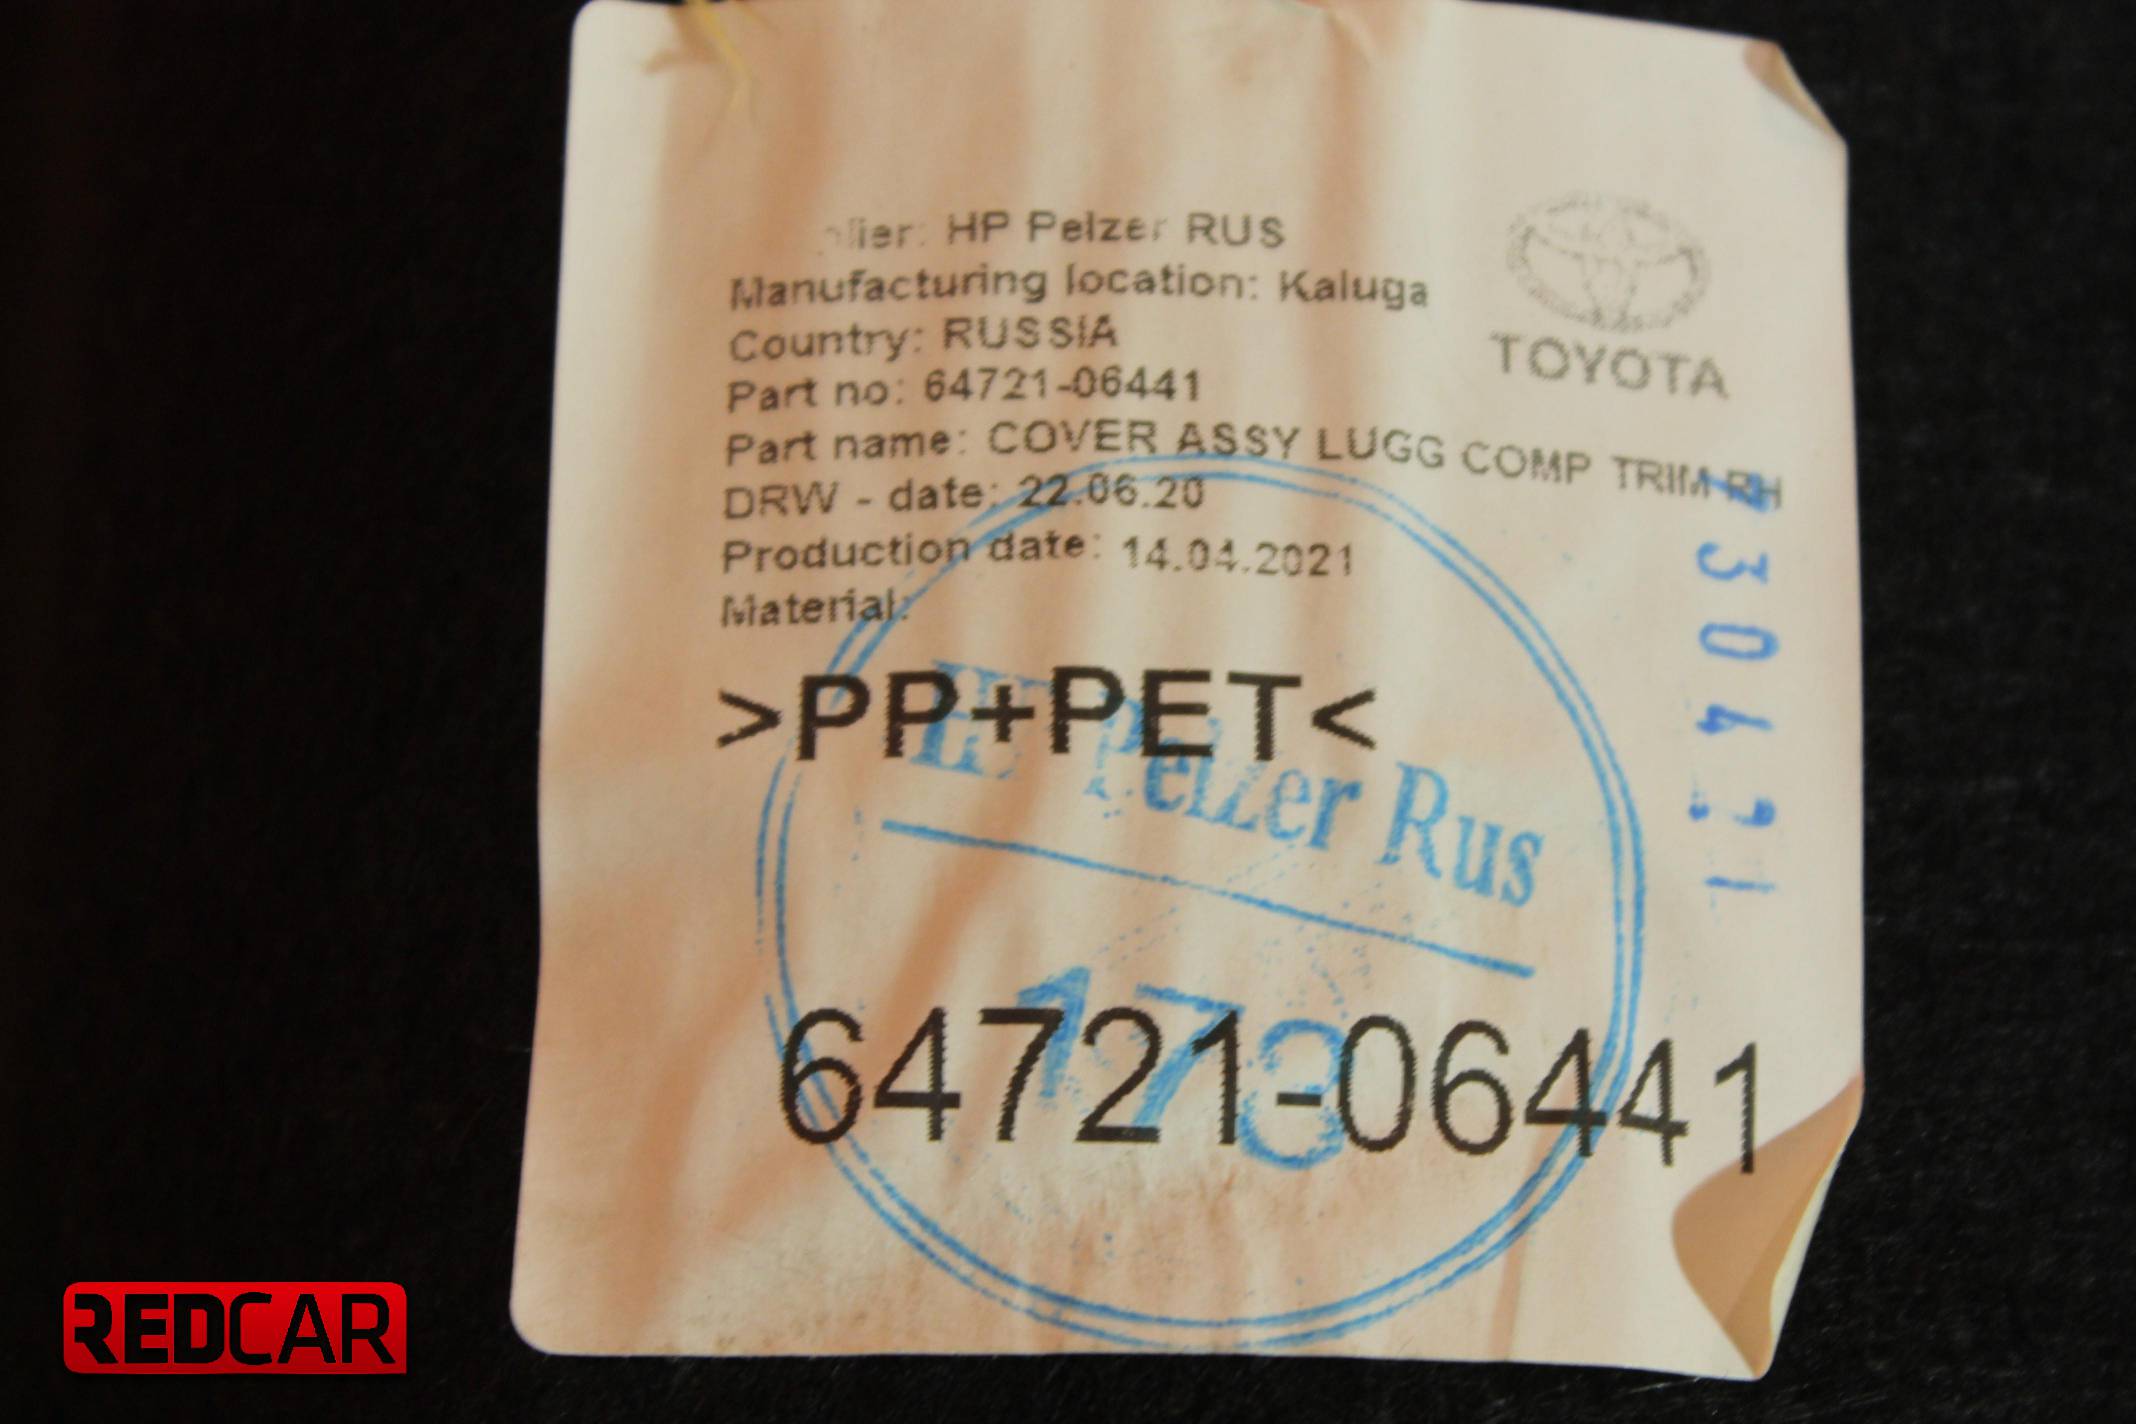 HP Pelzer RUS
Manufacturing location: Kaluga
Country: RUSSIA
Part no: 64721-06441
Part name: COVER ASSY LUGG COMP TRIM RH
DRW - date: 22.06.20
Production date: 14.04.2021
Material:
>PP+PET<
64721-06441
TOYOTA
HP Pelzer Rus
173
REDCAR